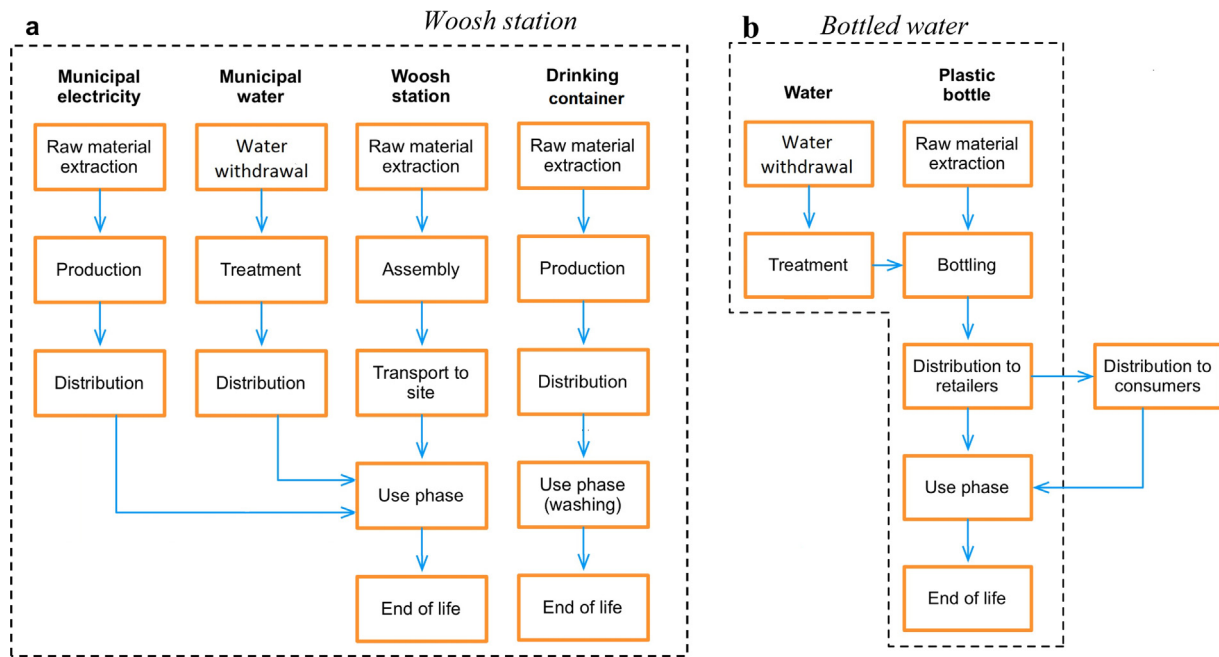 a
Woosh station
Municipal
electricity
Municipal
water
Woosh
station
Drinking
container
Raw material
extraction
Water
withdrawal
Raw material
extraction
Raw material
extraction
Production
Treatment
Assembly
Production
Distribution
Distribution
Transport to
site
Distribution
Use phase
Use phase
(washing)
End of life
End of life
b
Bottled water
Water
Plastic
bottle
Water
withdrawal
Raw material
extraction
Treatment
Bottling
Distribution to
retailers
Distribution to
consumers
Use phase
End of life